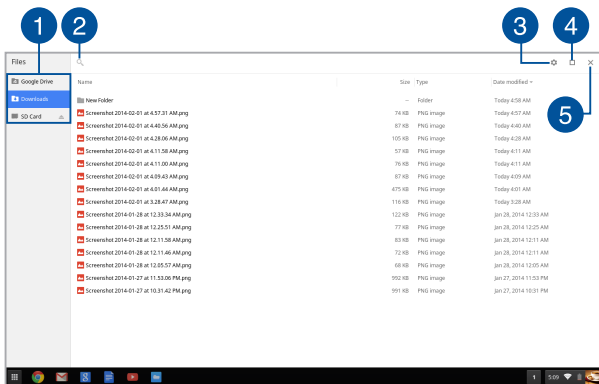 1 2 3 4
Files
Google Drive
Name Size Type Date modified
Downloads
New Folder -- Folder Today 4:58 AM
Screenshot 2014-02-01 at 4.57.31 AM.png 74 KB PNG image Today 4:57 AM
5
SD Card
Screenshot 2014-02-01 at 4.40.56 AM.png 87 KB PNG image Today 4:40 AM
Screenshot 2014-02-01 at 4.28.06 AM.png 105 KB PNG image Today 4:28 AM
Screenshot 2014-02-01 at 4.11.58 AM.png 57 KB PNG image Today 4:11 AM
Screenshot 2014-02-01 at 4.11.00 AM.png 76 KB PNG image Today 4:11 AM
Screenshot 2014-02-01 at 4.09.43 AM.png 87 KB PNG image Today 4:09 AM
Screenshot 2014-02-01 at 4.01.44 AM.png 475 KB PNG image Today 4:01 AM
Screenshot 2014-02-01 at 3.28.47 AM.png 116 KB PNG image Today 3:28 AM
Screenshot 2014-01-28 at 12.33.34 AM.png 122 KB PNG image Jan 28, 2014 12:33 AM
Screenshot 2014-01-28 at 12.25.51 AM.png 77 KB PNG image Jan 28, 2014 12:25 AM
Screenshot 2014-01-28 at 12.11.58 AM.png 83 KB PNG image Jan 28, 2014 12:11 AM
Screenshot 2014-01-28 at 12.11.46 AM.png 72 KB PNG image Jan 28, 2014 12:11 AM
Screenshot 2014-01-28 at 12.05.57 AM.png 68 KB PNG image Jan 28, 2014 12:05 AM
Screenshot 2014-01-27 at 11.53.06 PM.png 992 KB PNG image Jan 27, 2014 11:53 PM
Screenshot 2014-01-27 at 10.31.42 PM.png 991 KB PNG image Jan 27, 2014 10:31 PM
8 1 5:09